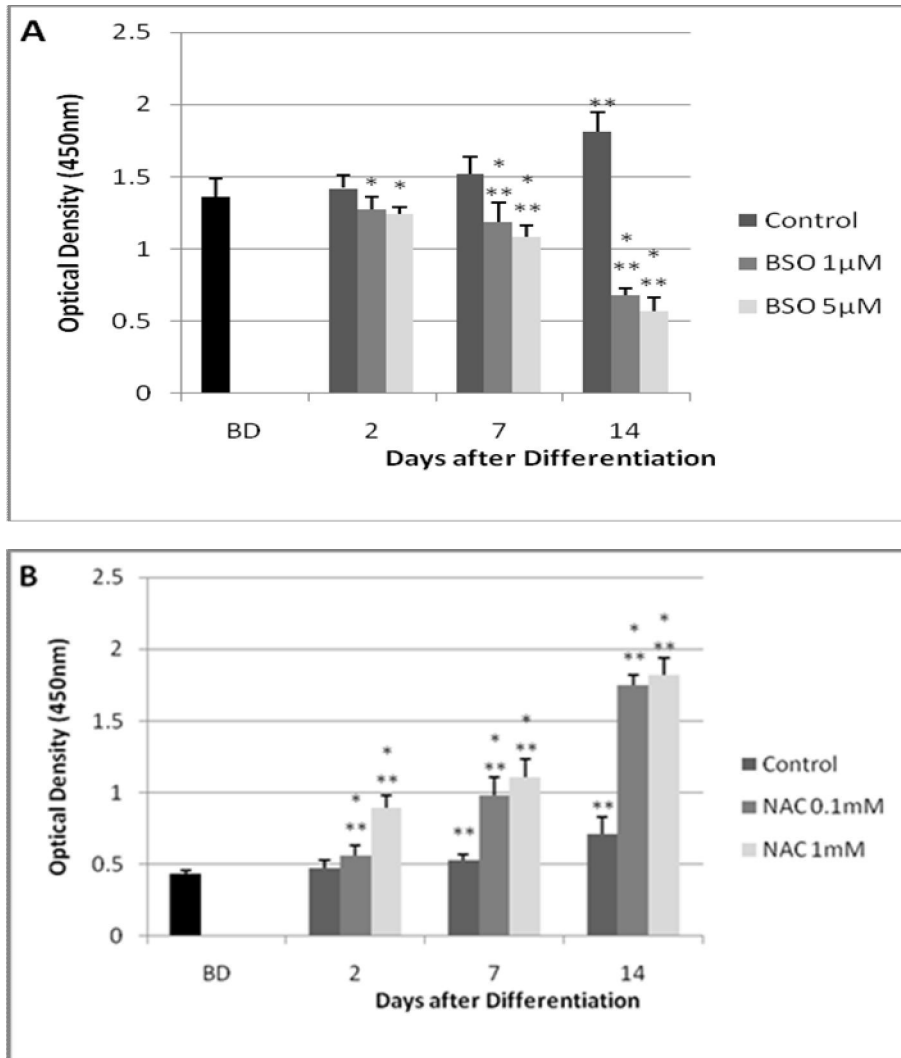 A
Optical Density (450nm)
2.5
2
1.5
1
0.5
0
** 
* *
* *
** **
* *
** **
BD 2 7 14
Days after Differentiation
Control
BSO 1µM
BSO 5µM
B
Optical Density (450nm)
2.5
2
1.5
1
0.5
0
* *
** **
* *
** ** **
* *
** ** **
BD 2 7 14
Days after Differentiation
Control
NAC 0.1mM
NAC 1mM